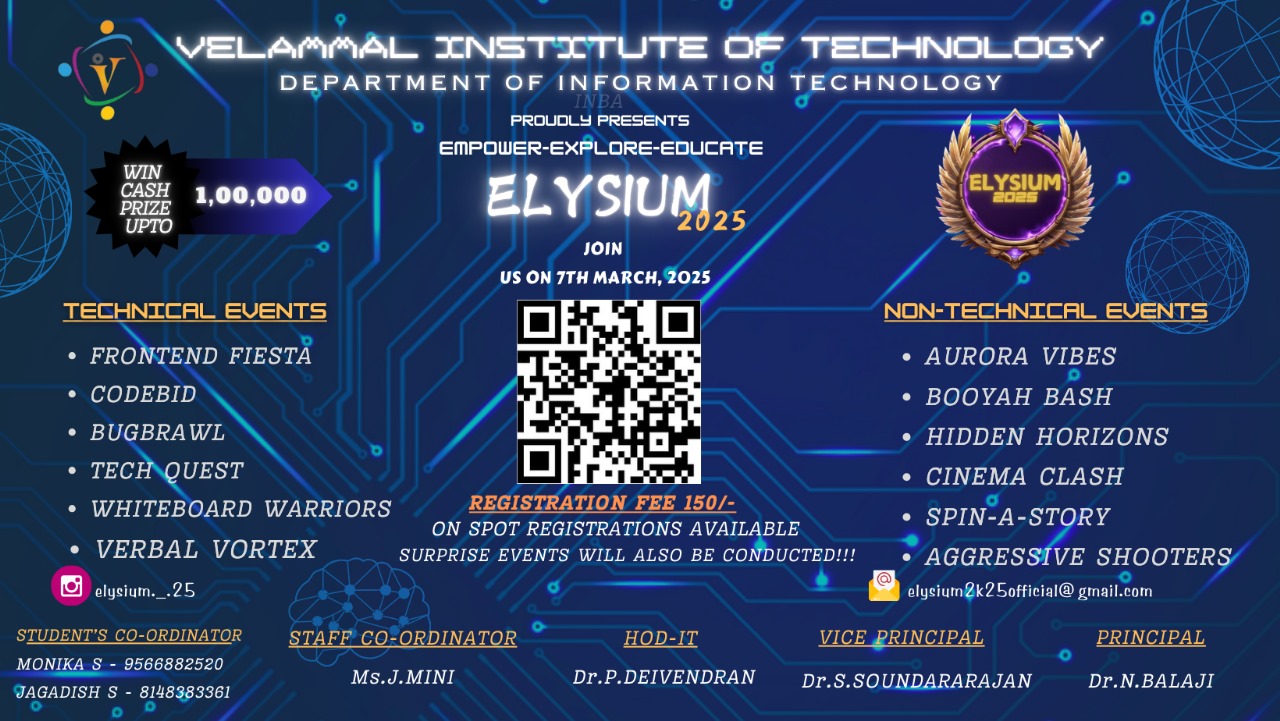 VELAMMAL INSTITUTE OF TECHNOLOGY
DEPARTMENT OF INFORMATION TECHNOLOGY
INBA
PROUDLY PRESENTS
EMPOWER-EXPLORE-EDUCATE
ELYSIUM
2025
JOIN
US ON 7TH MARCH, 2025
V
WIN
CASH
PRIZE
UPTO
1,00,000
ELYSIUM
2025
TECHNICAL EVENTS
• FRONTEND FIESTA
• CODEBID
• BUGBRAWL
• TECH QUEST
• WHITEBOARD WARRIORS
• VERBAL VORTEX
elysium._.25
REGISTRATION FEE 150/-
ON SPOT REGISTRATIONS AVAILABLE
SURPRISE EVENTS WILL ALSO BE CONDUCTED!!!
NON-TECHNICAL EVENTS
• AURORA VIBES
• BOOYAH BASH
• HIDDEN HORIZONS
• CINEMA CLASH
• SPIN-A-STORY
• AGGRESSIVE SHOOTERS
@
elysium2k25official@gmail.com
STUDENT'S CO-ORDINATOR
MONIKA S - 9566882520
JAGADISH S - 8148383361
STAFF CO-ORDINATOR
Ms.J.MINI
HOD-IT
Dr.P.DEIVENDRAN
VICE PRINCIPAL
Dr.S.SOUNDARARAJAN
PRINCIPAL
Dr.N.BALAJI